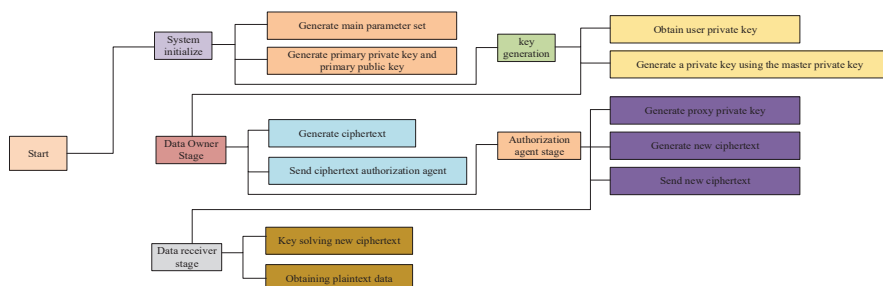 Start
System
initialize
Generate main parameter set
Generate primary private key and
primary public key
key
generation
Obtain user private key
Generate a private key using the master private key
Data Owner
Stage
Generate ciphertext
Send ciphertext authorization agent
Authorization
agent stage
Generate proxy private key
Generate new ciphertext
Send new ciphertext
Data receiver
stage
Key solving new ciphertext
Obtaining plaintext data